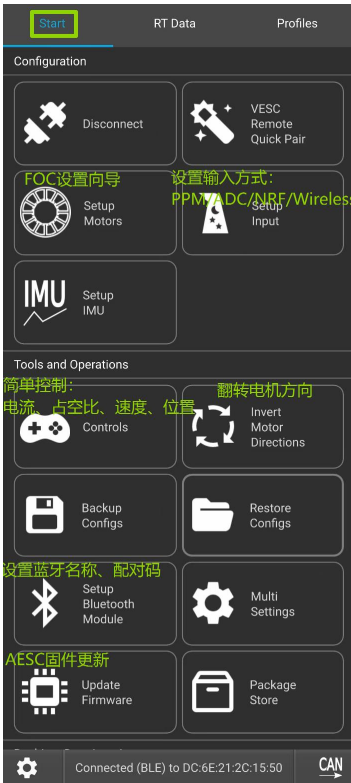 Start
RT Data
Profiles
Configuration
Disconnect
VESC
Remote
Quick Pair
FOC设置向导
Setup
Motors
设置输入方式：
PPM/ADC/NRF/Wireless
Setup
Input
IMU
Setup
IMU
Tools and Operations
简单控制：
电流、占空比、速度、位置
Controls
翻转电机方向
Invert
Motor
Directions
Backup
Configs
Restore
Configs
设置蓝牙名称、配对码
Setup
Bluetooth
Module
Multi
Settings
AESC固件更新
Update
Firmware
Package
Store
Connected (BLE) to DC:6E:21:2C:15:50
CAN